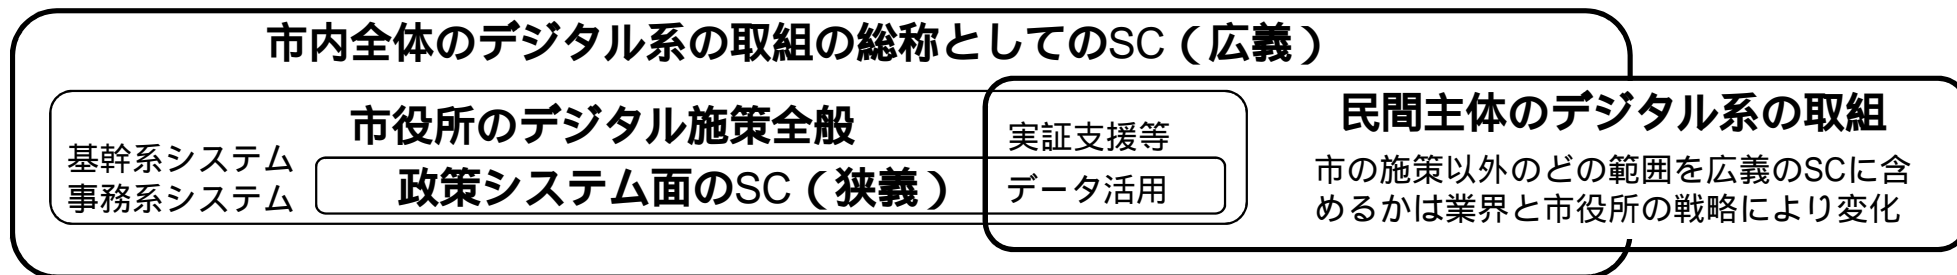 市内全体のデジタル系の取組の総称としてのSC（広義）
市役所のデジタル施策全般
基幹系システム
事務系システム
政策システム面のSC（狭義）
実証支援等
データ活用
民間主体のデジタル系の取組
市の施策以外のどの範囲を広義のSCに含
めるかは業界と市役所の戦略により変化